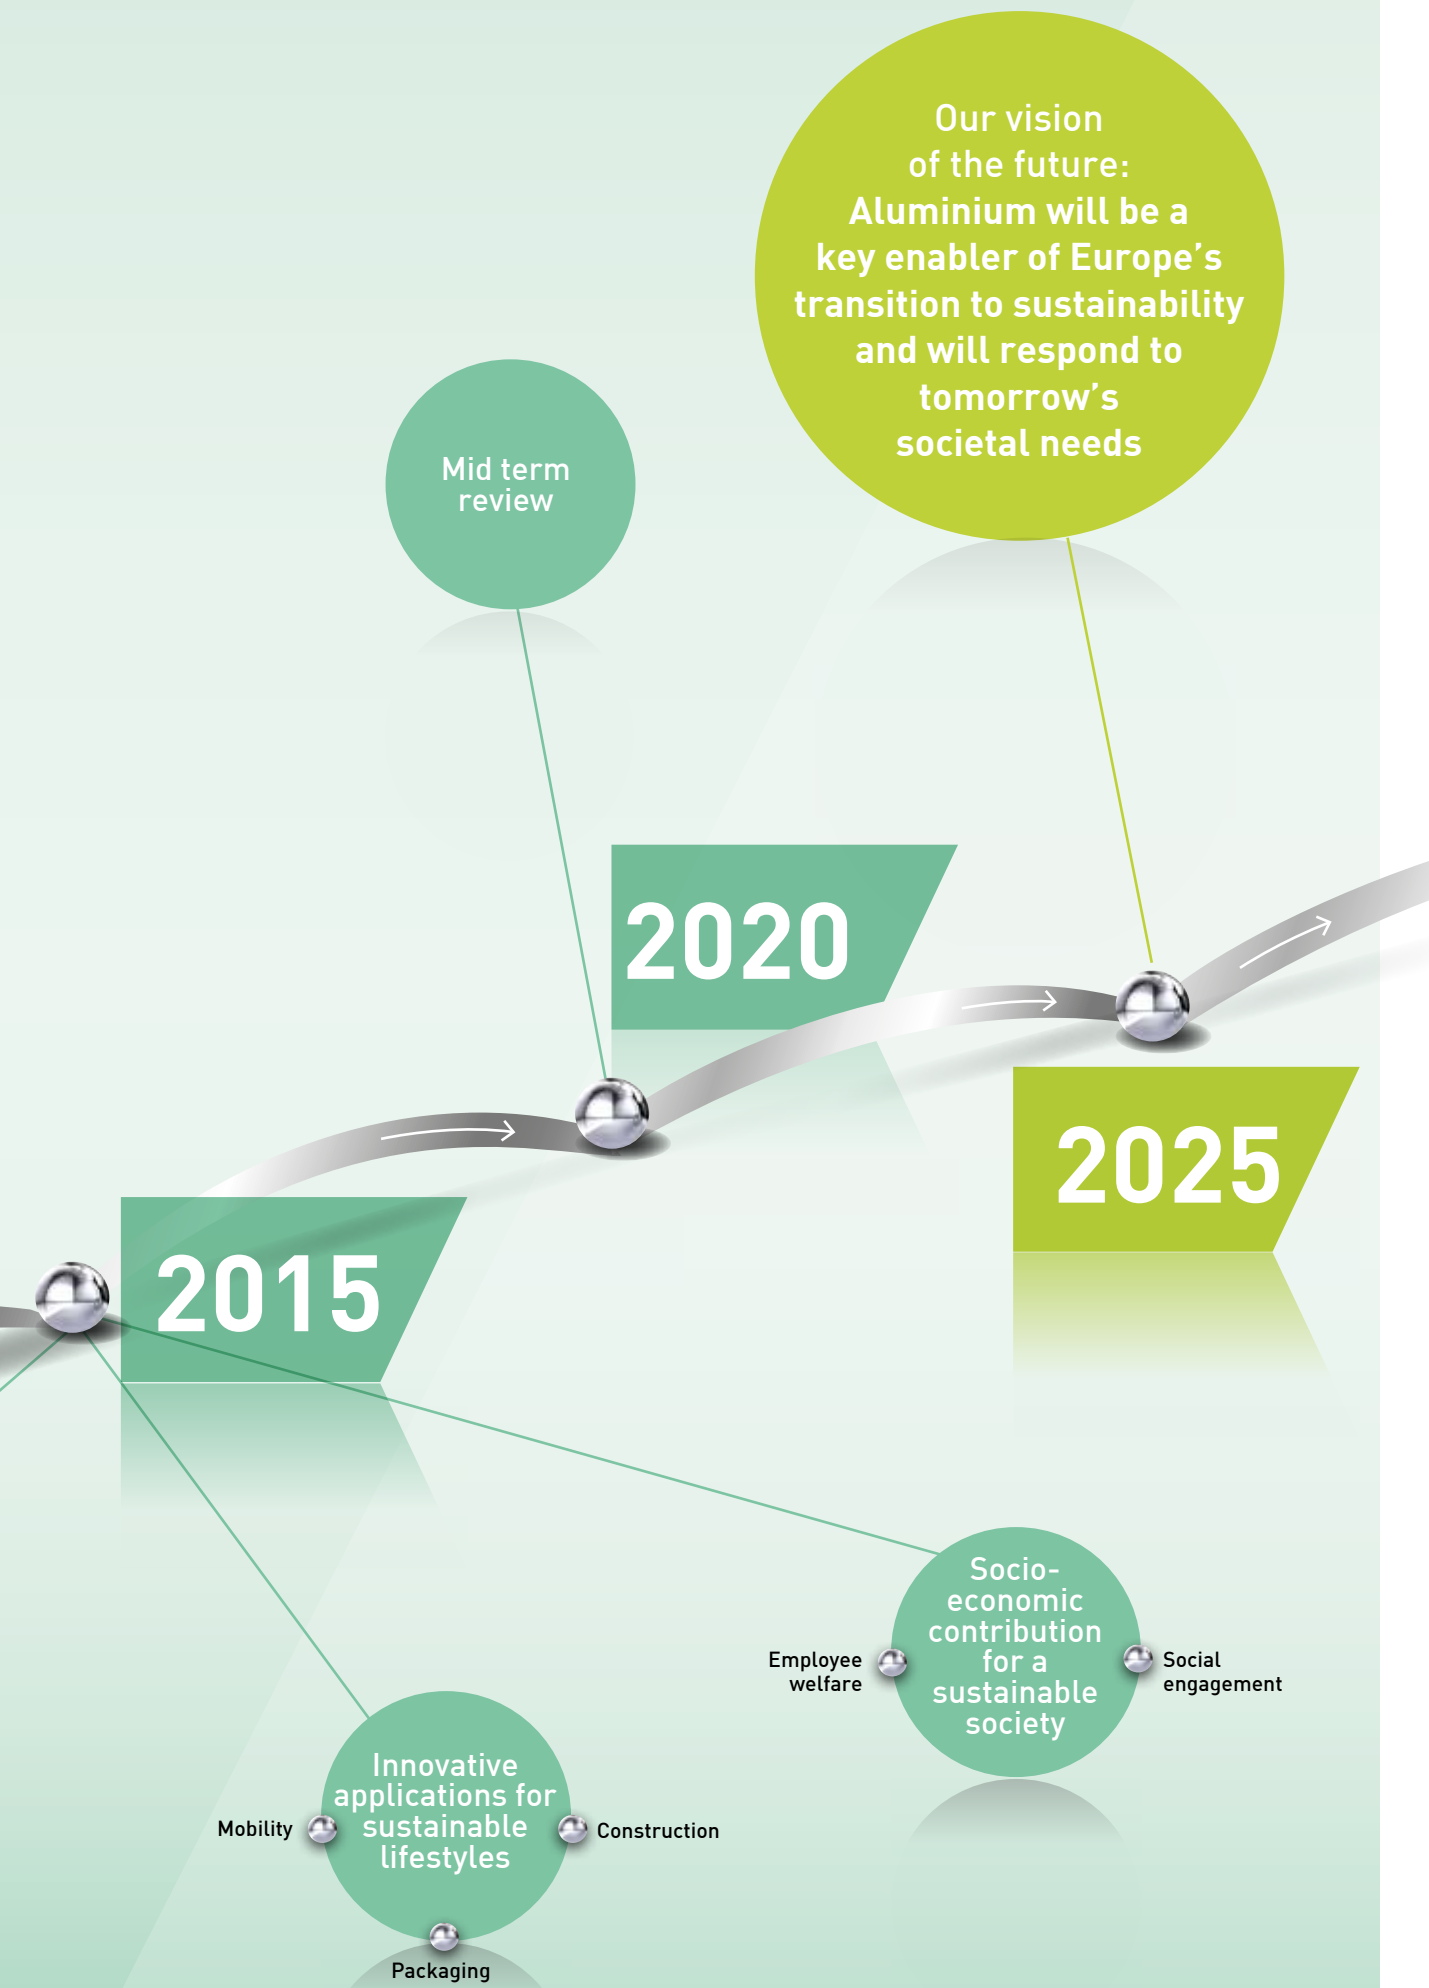 Our vision
of the future:
Aluminium will be a
key enabler of Europe’s
transition to sustainability
and will respond to
tomorrow’s
societal needs
Mid term
review
2020
2025
2015
Socio-
economic
contribution
for a
sustainable
society
Employee
welfare
Social
engagement
Innovative
applications for
sustainable
lifestyles
Mobility
Construction
Packaging